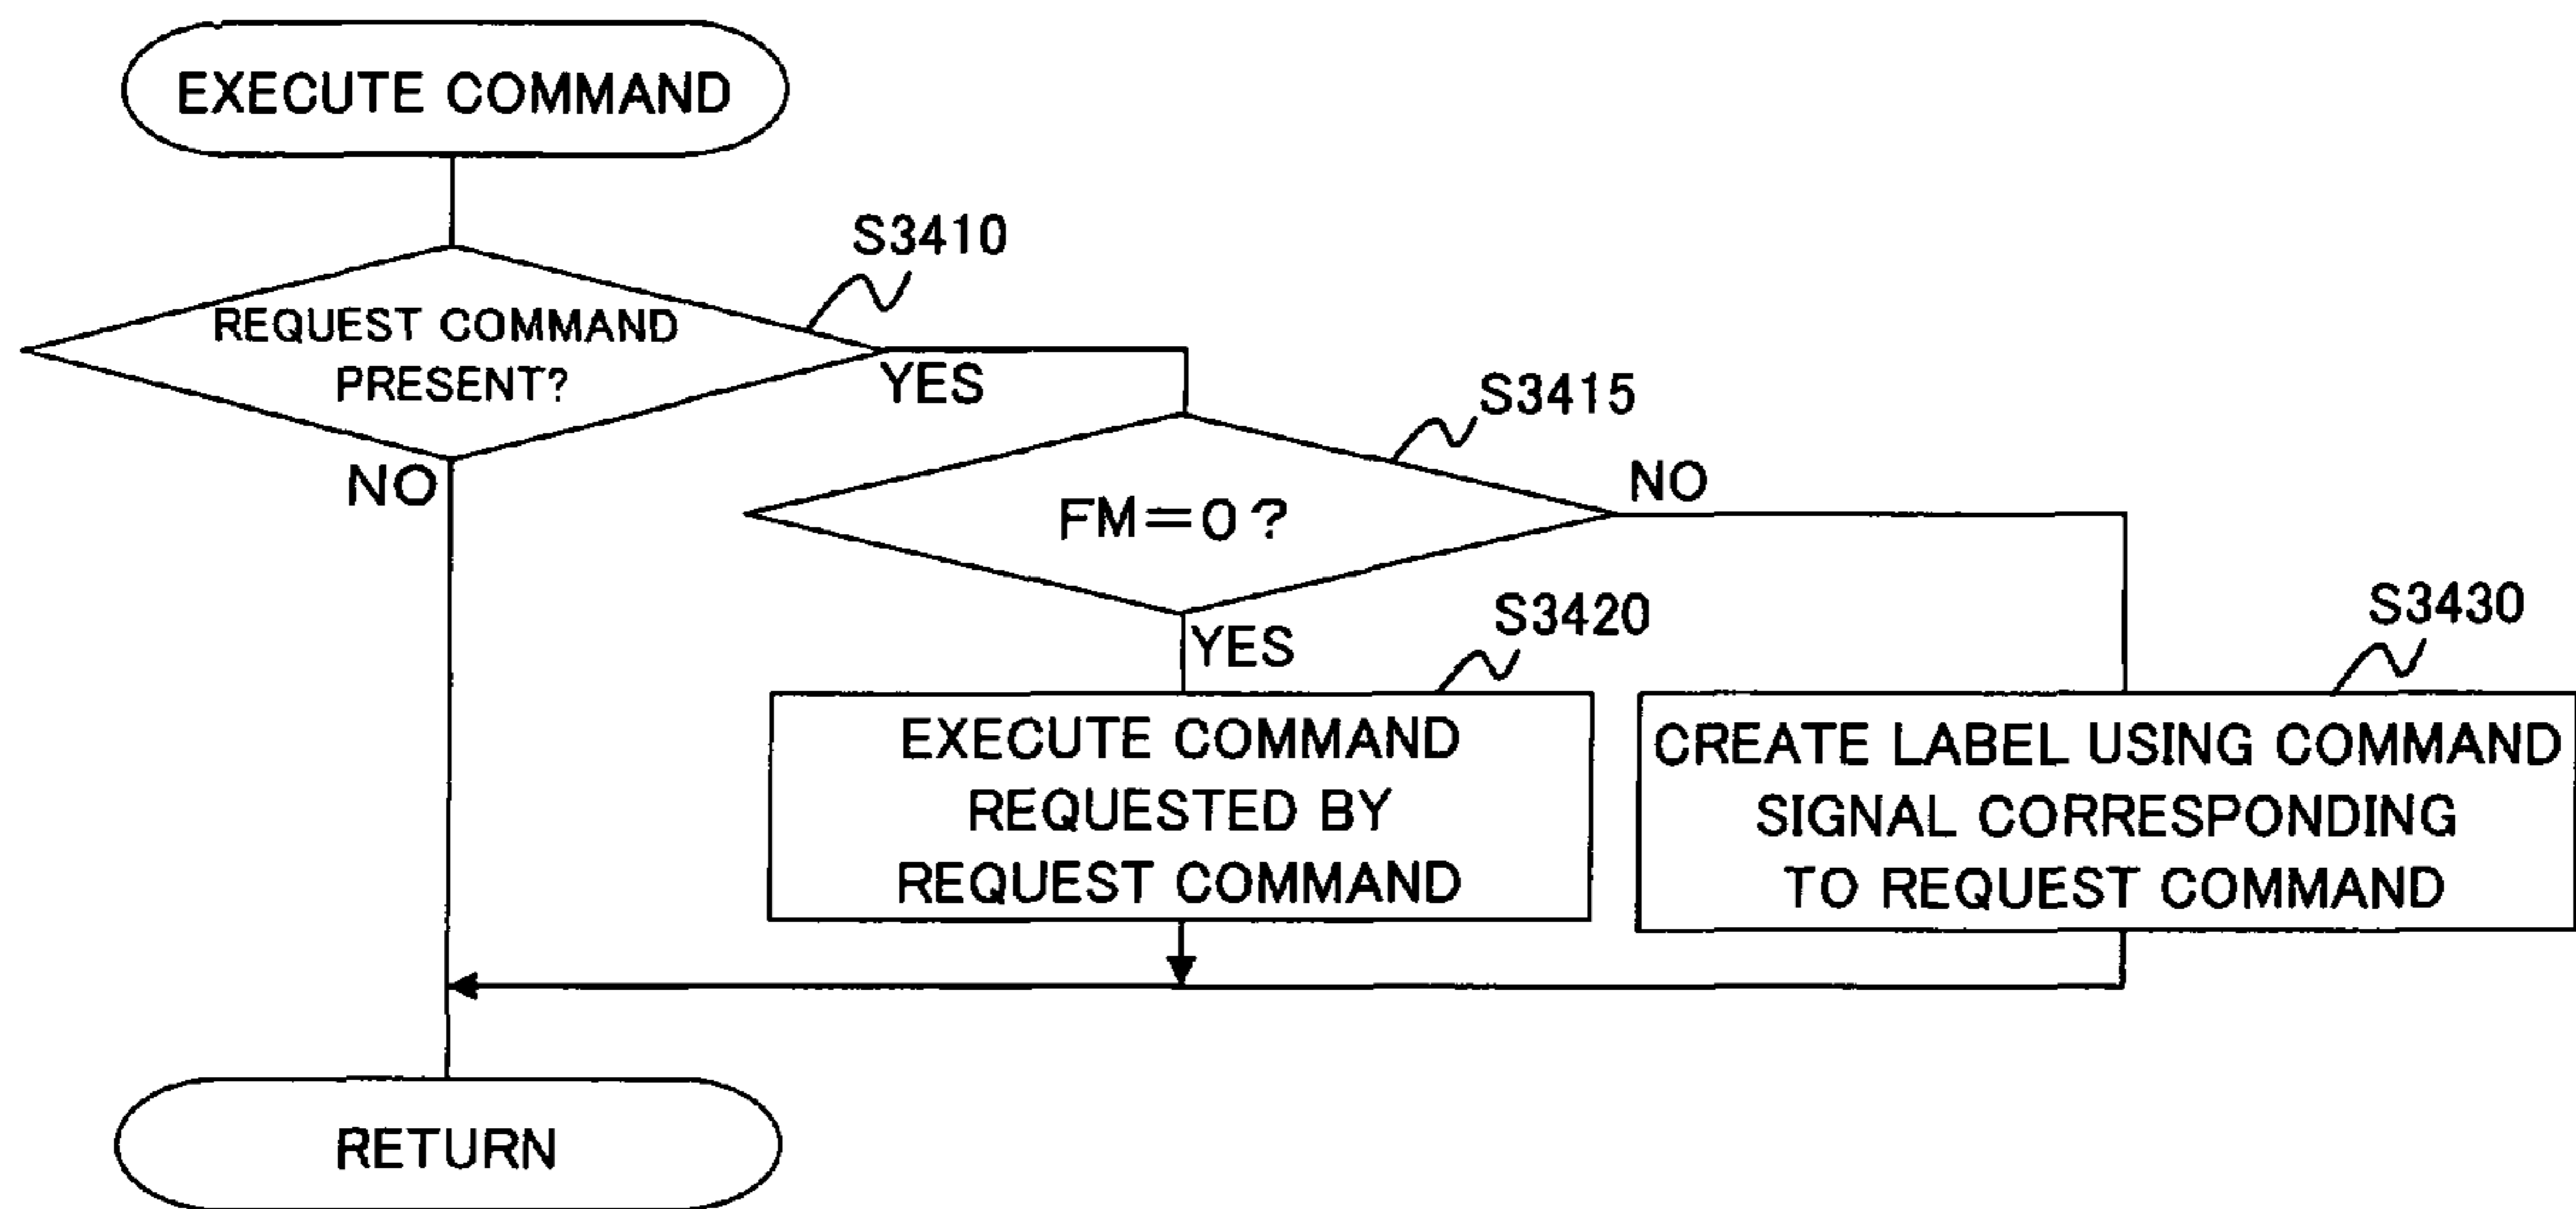 EXECUTE COMMAND
S3410
REQUEST COMMAND
PRESENT?
YES
NO
S3415
FM=0?
NO
YES
S3420
EXECUTE COMMAND
REQUESTED BY
REQUEST COMMAND
S3430
CREATE LABEL USING COMMAND
SIGNAL CORRESPONDING
TO REQUEST COMMAND
RETURN